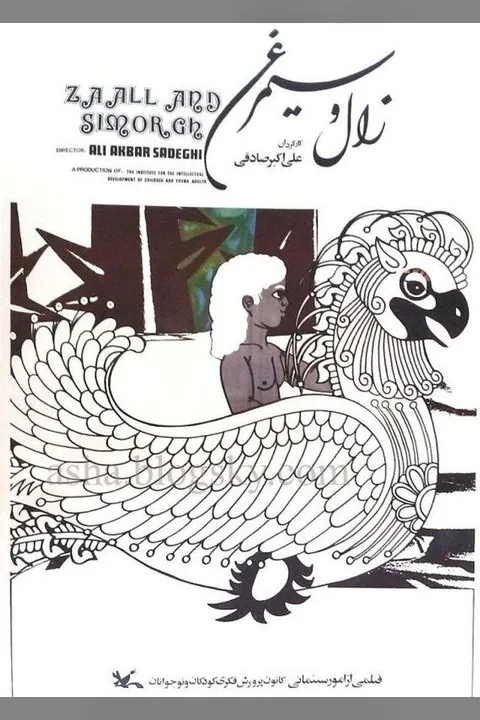 زال و سیمرغ
ZAALL AND
SIMORGH
کارگردان
DIRECTOR: ALI AKBAR SADEGHI
علی اکبر صادقی
A PRODUCTION OF: THE INSTITUTE FOR THE INTELLECTUAL
DEVELOPMENT OF CHILDREN AND YOUNG ADULTS
asha.blogsky.com
فیلمی از امور سینمائی کانون پرورش فکری کودکان و نوجوانان